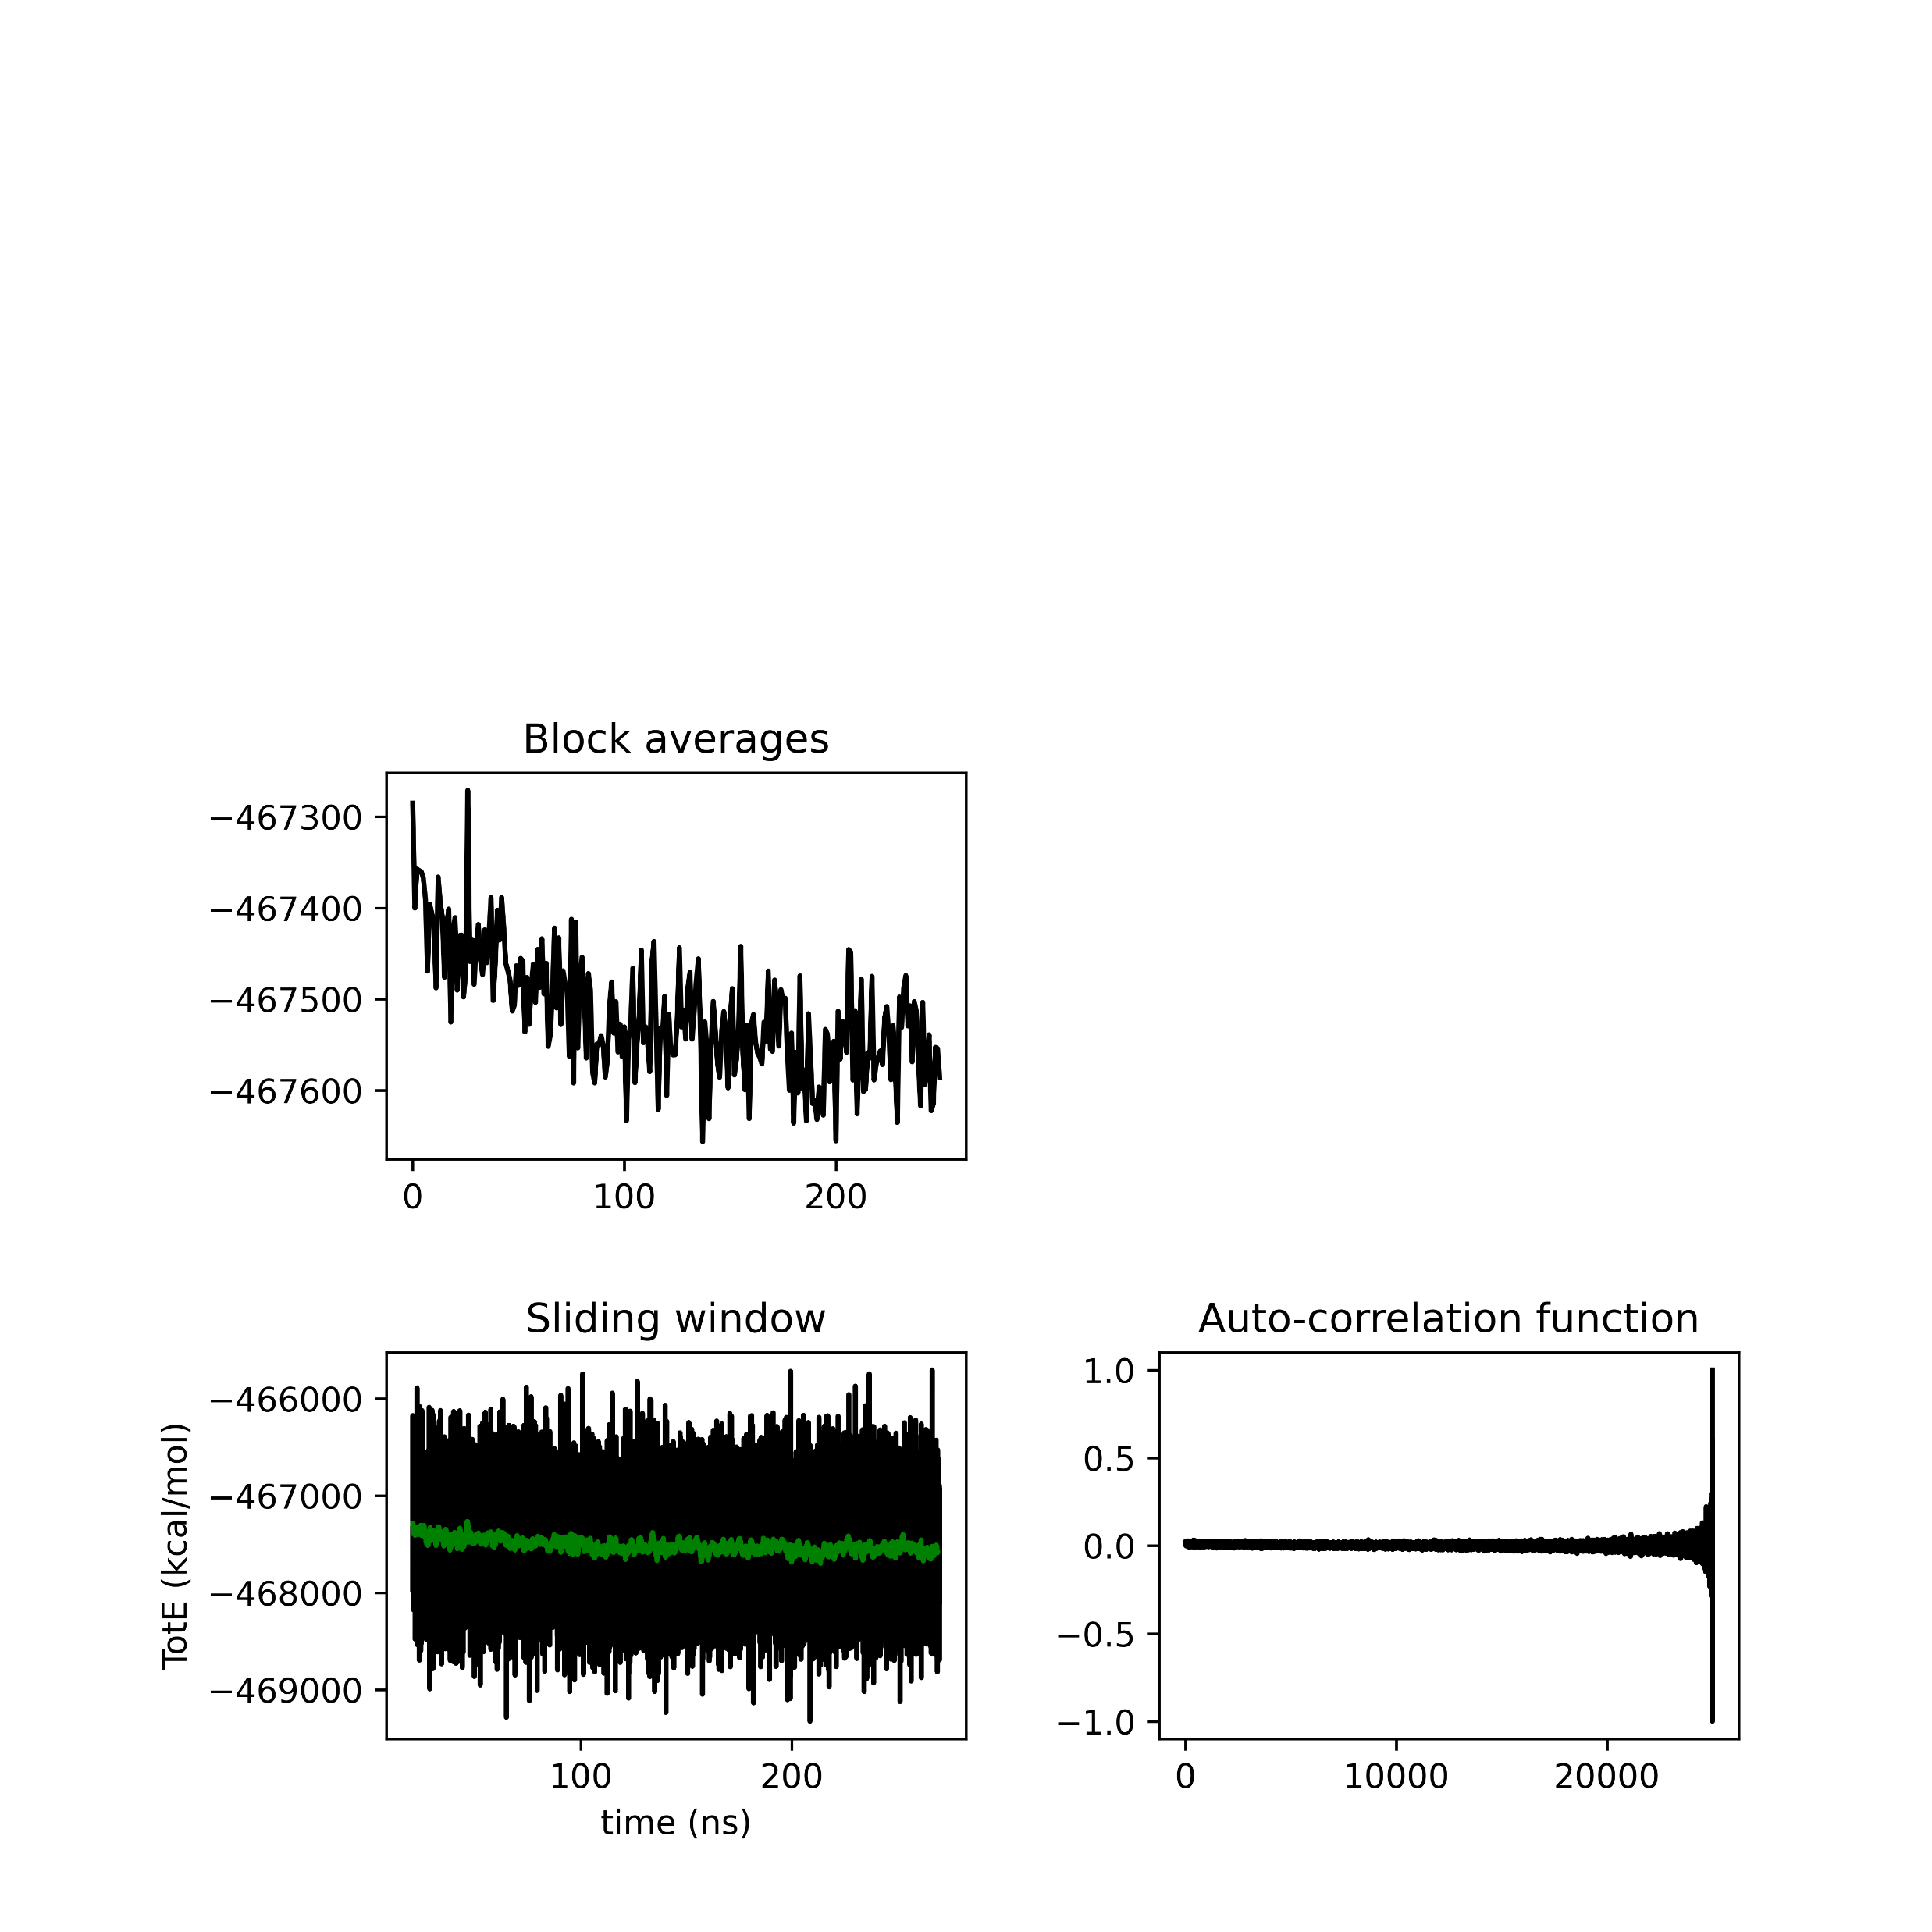 Block averages
−467300
−467400
−467500
−467600
0 100 200
Sliding window
−466000
−467000
−468000
−469000
TotE (kcal/mol)
100 200
time (ns)
Auto-correlation function
1.0
0.5
0.0
−0.5
−1.0
0 10000 20000